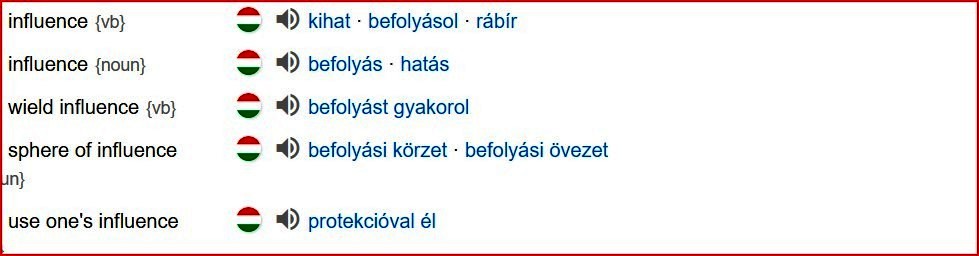 influence {vb} kihat · befolyásol · rábír
influence {noun} befolyás · hatás
wield influence {vb} befolyást gyakorol
sphere of influence befolyási körzet · befolyási övezet
un}
use one's influence protekcióval él